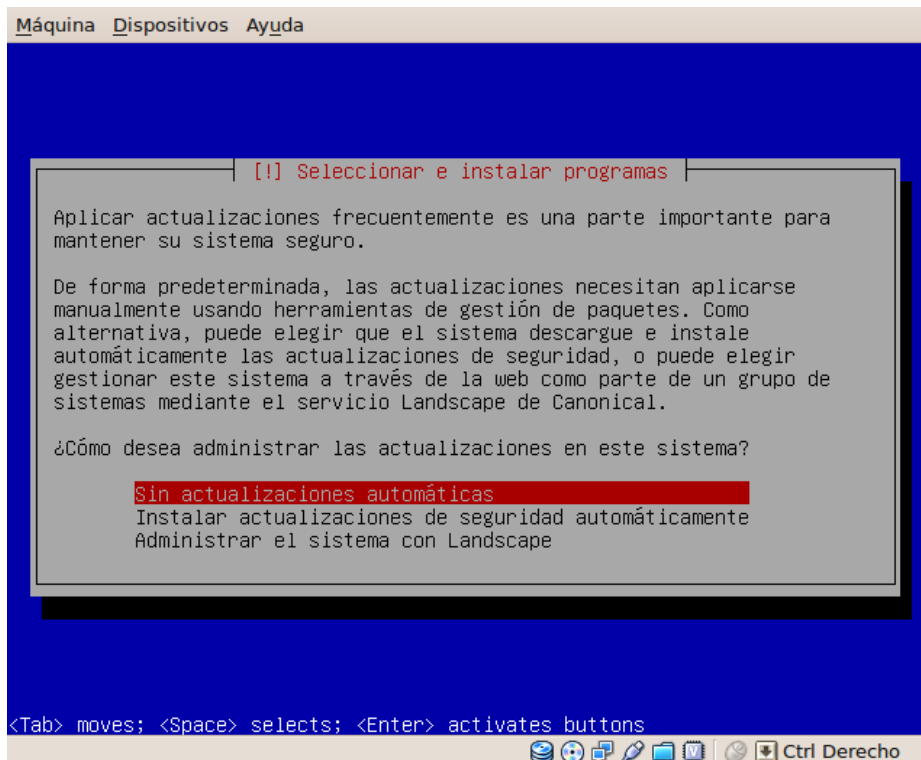 Máquina Dispositivos Ayuda
[!] Seleccionar e instalar programas
Aplicar actualizaciones frecuentemente es una parte importante para
mantener su sistema seguro.
De forma predeterminada, las actualizaciones necesitan aplicarse
manualmente usando herramientas de gestión de paquetes. Como
alternativa, puede elegir que el sistema descargue e instale
automáticamente las actualizaciones de seguridad, o puede elegir
gestionar este sistema a través de la web como parte de un grupo de
sistemas mediante el servicio Landscape de Canonical.
¿Cómo desea administrar las actualizaciones en este sistema?
Sin actualizaciones automáticas
Instalar actualizaciones de seguridad automáticamente
Administrar el sistema con Landscape
<Tab> moves; <Space> selects; <Enter> activates buttons
Ctrl Derecho